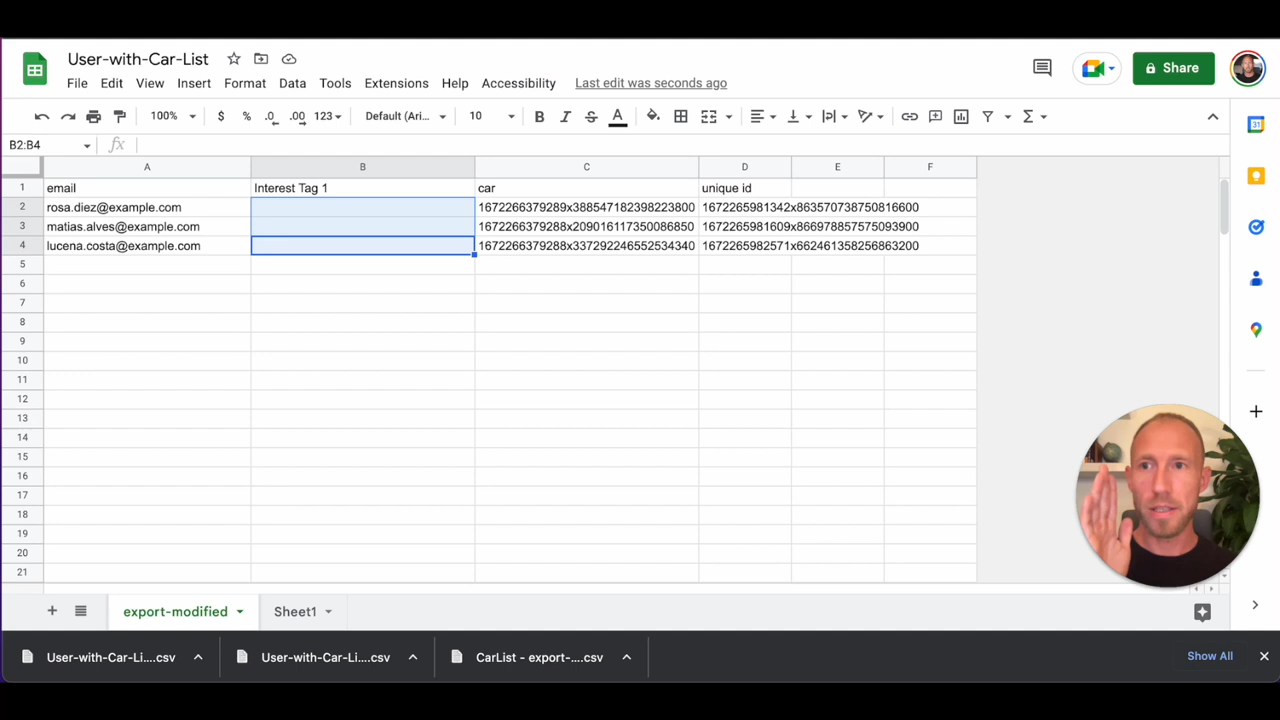 User-with-Car-List
File Edit View Insert Format Data Tools Extensions Help Accessibility Last edit was seconds ago
Share
100% $ % .0 .00 123 Default (Ari... 10 B I S A
B2:B4 fx
A B C D E F
1 email Interest Tag 1 car unique id
2 rosa.diez@example.com 1672266379289x388547182398223800 1672265981342x863570738750816600
3 matias.alves@example.com 1672266379288x209016117350086850 1672265981609x866978857575093900
4 lucena.costa@example.com 1672266379288x337292246552534340 1672265982571x662461358256863200
5
6
7
8
9
10
11
12
13
14
15
16
17
18
19
20
21
export-modified Sheet1
User-with-Car-Li....csv User-with-Car-Li....csv CarList - export-....csv Show All